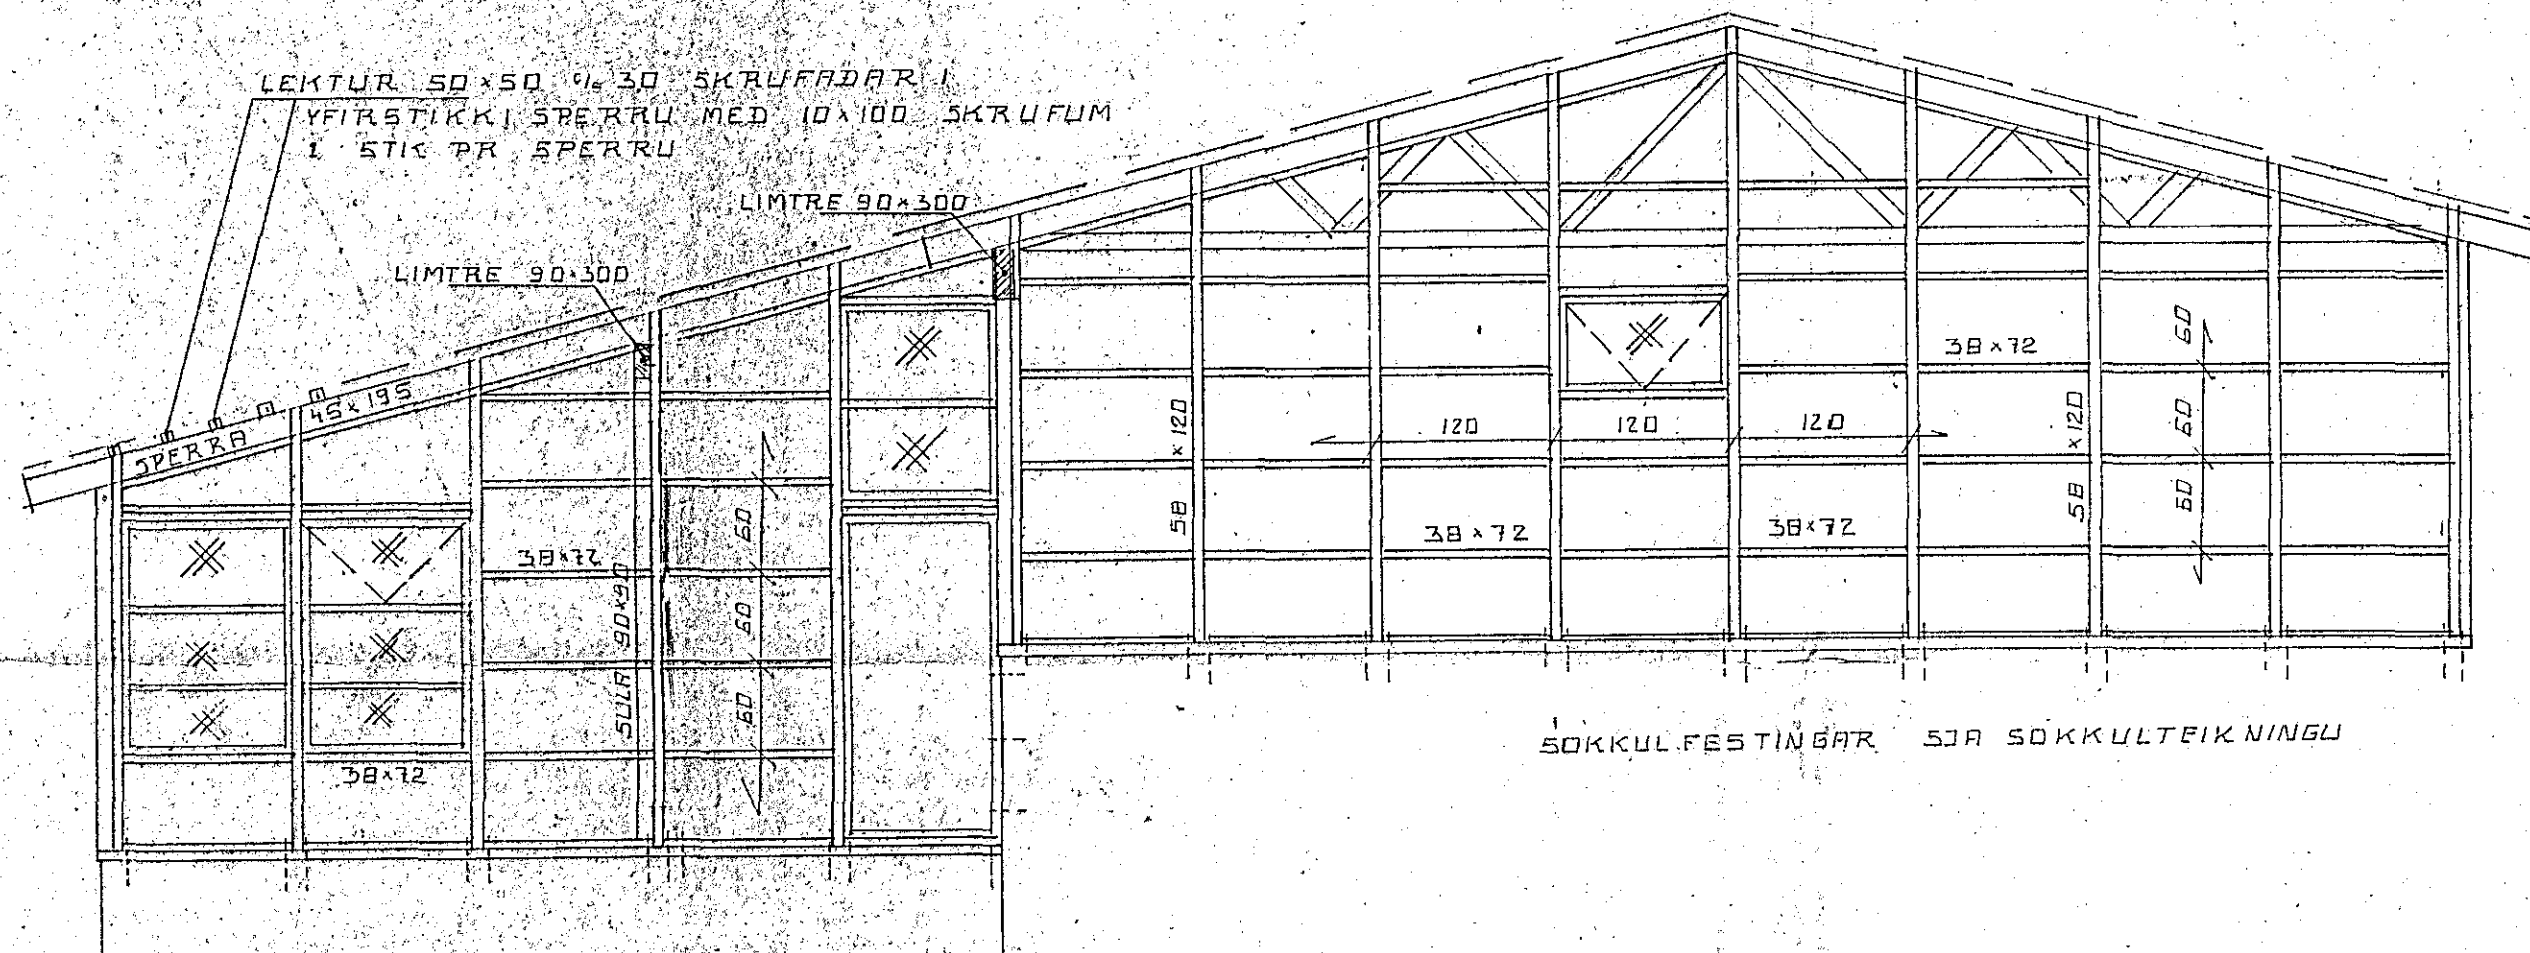 LEKTUR 50×50 c/c 30 SKRUFADAR I
YFIRSTIKKI SPERRU MED 10×100 SKRUFUM
1 STK PR SPERRU
LIMTRE 90×300
LIMTRE 90×300
SPERRA 45×195
38×72
SULA 90×90
60
60
60
38×72
58 × 120
120
120
120
38×72
38×72
38×72
58 × 120
60
60
60
SOKKULFESTINGAR SJA SOKKULTEIKNINGU